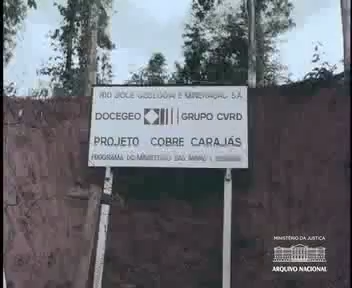 RIO DOCE GEOLOGIA E MINERAÇÃO S.A.
DOCEGEO GRUPO CVRD
PROJETO COBRE CARAJÁS
PROGRAMA DO MINISTÉRIO DAS MINAS E ENERGIA
MINISTÉRIO DA JUSTIÇA
ARQUIVO NACIONAL